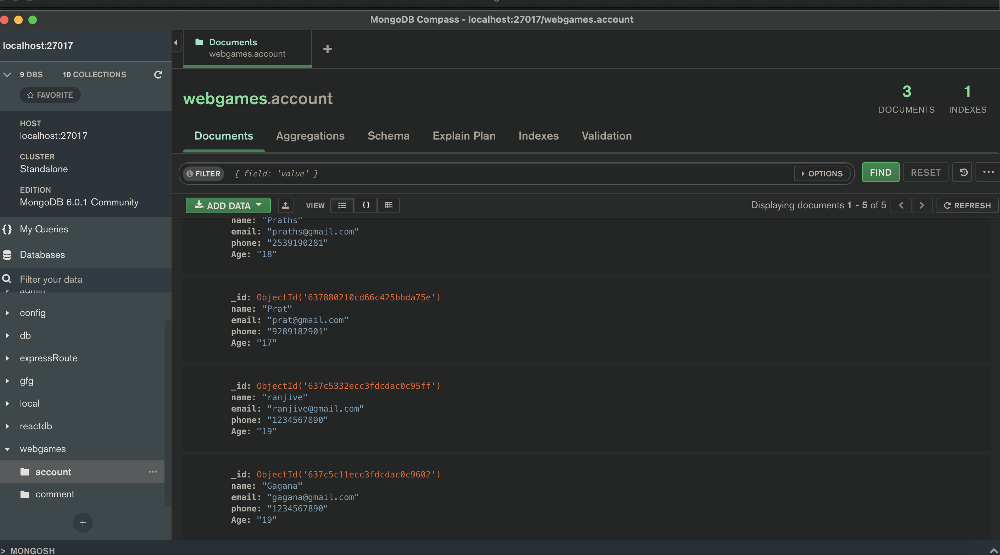 MongoDB Compass - localhost:27017/webgames.account
localhost:27017
9 DBS 10 COLLECTIONS
FAVORITE
HOST
localhost:27017
CLUSTER
Standalone
EDITION
MongoDB 6.0.1 Community
My Queries
Databases
Filter your data
admin
config
db
expressRoute
gfg
local
reactdb
webgames
account
comment
+
> MONGOSH
Documents
webgames.account
webgames.account
3
DOCUMENTS
1
INDEXES
Documents Aggregations Schema Explain Plan Indexes Validation
FILTER { field: 'value' } OPTIONS FIND RESET
ADD DATA VIEW {} Displaying documents 1 - 5 of 5 REFRESH
name: "Praths"
email: "praths@gmail.com"
phone: "2539190281"
Age: "18"
_id: ObjectId('637880210cd66c425bbda75e')
name: "Prat"
email: "prat@gmail.com"
phone: "9289182901"
Age: "17"
_id: ObjectId('637c5332ecc3fdcdac0c95ff')
name: "ranjive"
email: "ranjive@gmail.com"
phone: "1234567890"
Age: "19"
_id: ObjectId('637c5c11ecc3fdcdac0c9602')
name: "Gagana"
email: "gagana@gmail.com"
phone: "1234567890"
Age: "19"